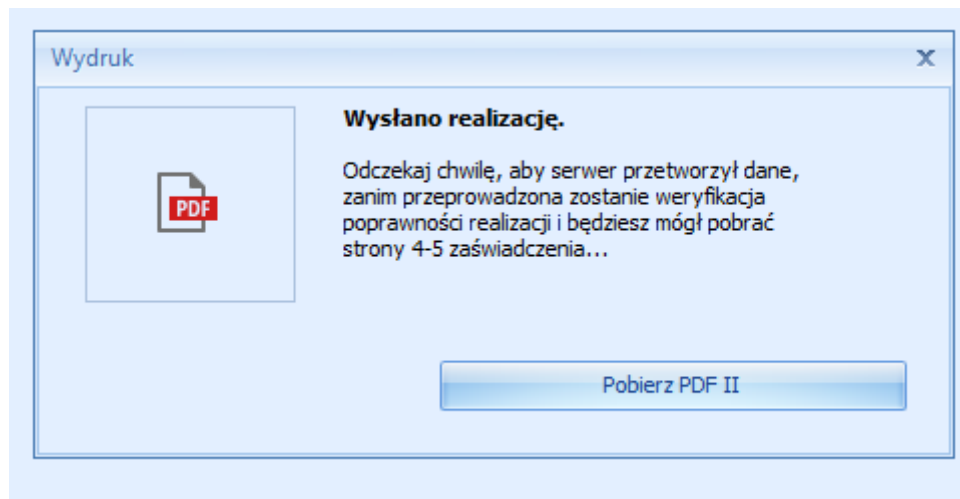 Wydruk
x
Wysłano realizację.
Odczekaj chwilę, aby serwer przetworzył dane,
zanim przeprowadzona zostanie weryfikacja
poprawności realizacji i będziesz mógł pobrać
strony 4-5 zaświadczenia...
PDF
Pobierz PDF II